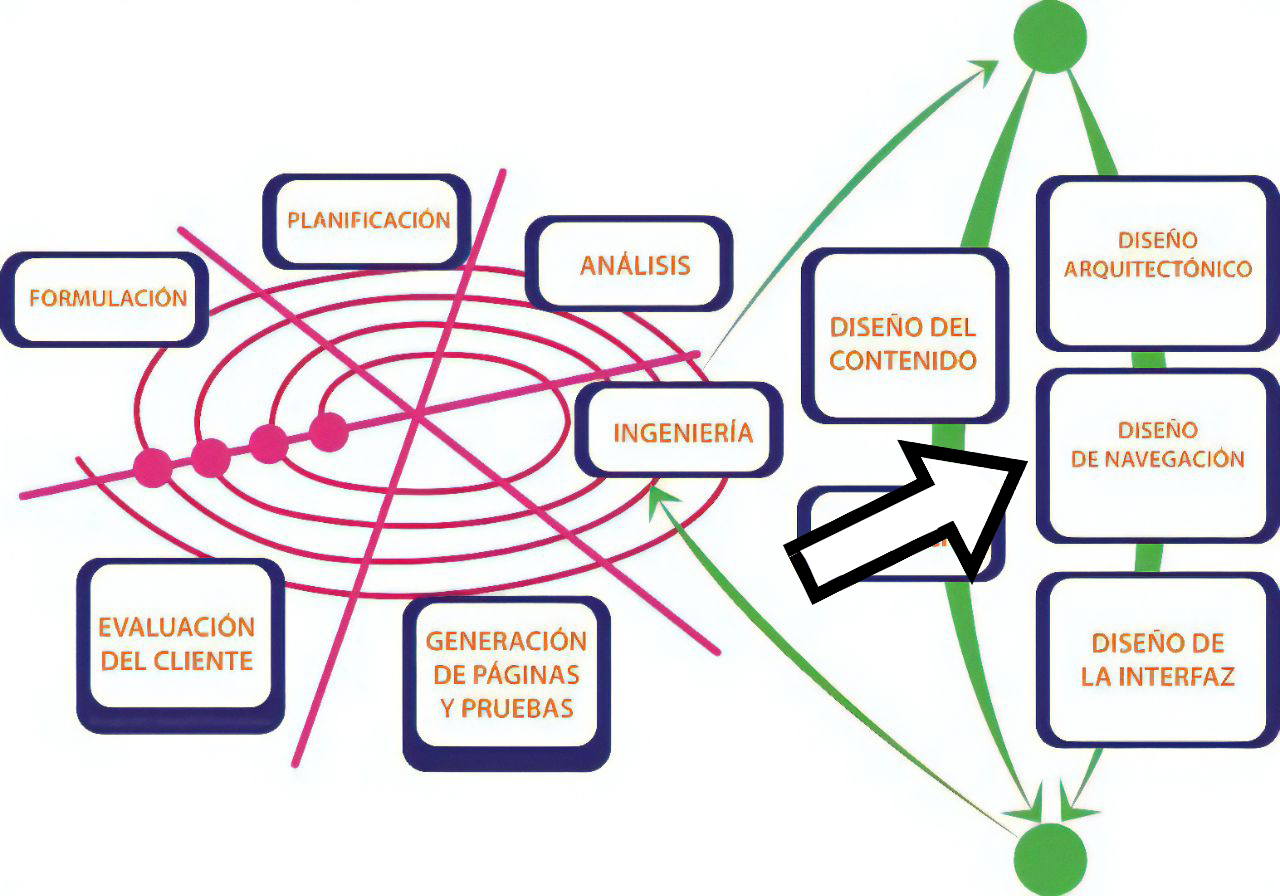 PLANIFICACIÓN
ANÁLISIS
FORMULACIÓN
INGENIERÍA
EVALUACIÓN
DEL CLIENTE
GENERACIÓN
DE PÁGINAS
Y PRUEBAS
DISEÑO DEL
CONTENIDO
DISEÑO
ARQUITECTÓNICO
DISEÑO
DE NAVEGACIÓN
DISEÑO DE
LA INTERFAZ